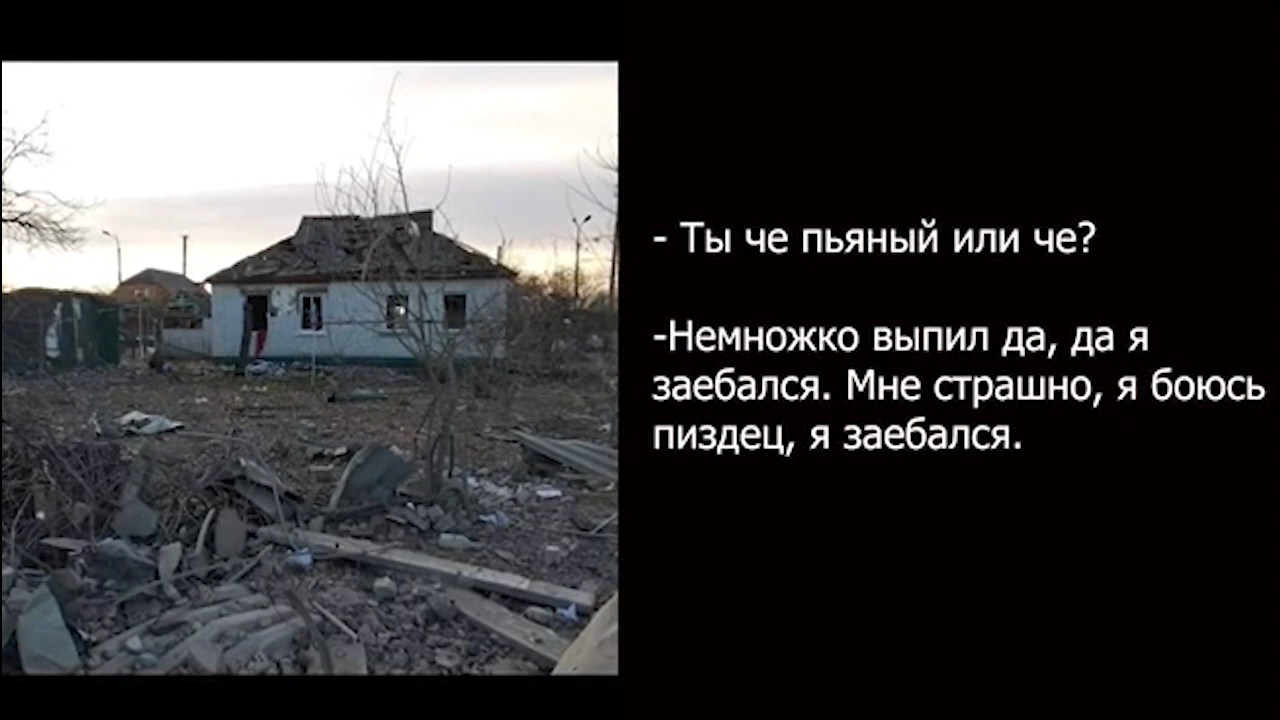 - Ты че пьяный или че?
-Немножко выпил да, да я
заебался. Мне страшно, я боюсь
пиздец, я заебался.